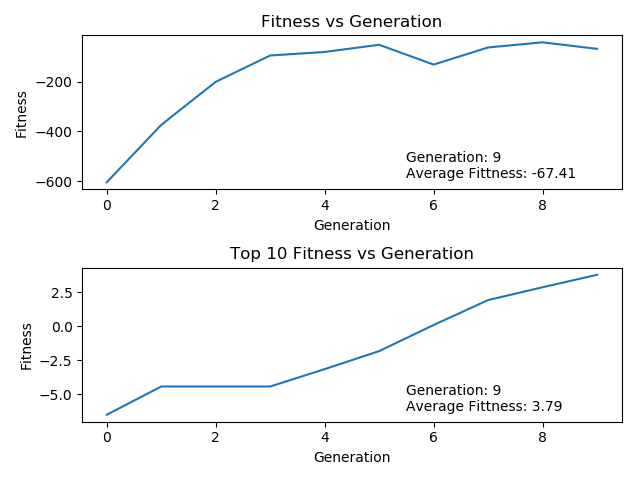 Fitness vs Generation
−200
−400
−600
Fitness
Generation: 9
Average Fittness: -67.41
0 2 4 6 8
Generation
Top 10 Fitness vs Generation
2.5
0.0
−2.5
−5.0
Fitness
Generation: 9
Average Fittness: 3.79
0 2 4 6 8
Generation